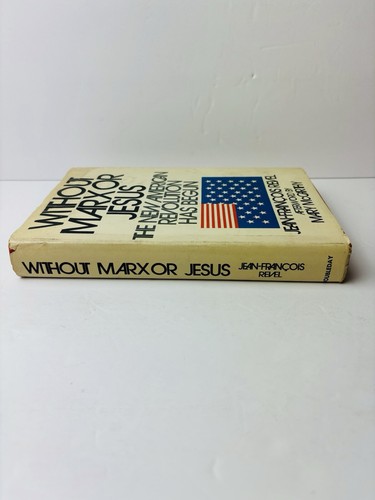 WITHOUT
MARX OR
JESUS
THE NEW AMERICAN
REVOLUTION
HAS BEGUN
JEAN-FRANÇOIS REVEL
AFTERWORD BY
MARY McCARTHY
WITHOUT MARX OR JESUS
JEAN-FRANÇOIS
REVEL
DOUBLEDAY